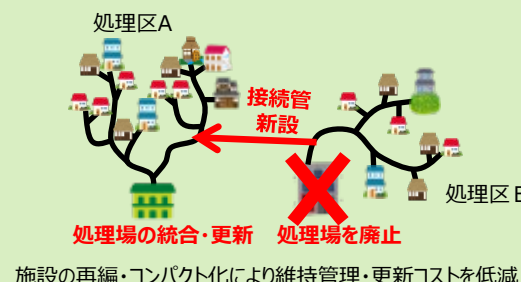 処理区A
接続管
新設
処理区
処理場の統合・更新 処理場を廃止
施設の再編・コンパクト化により維持管理・更新コストを低減